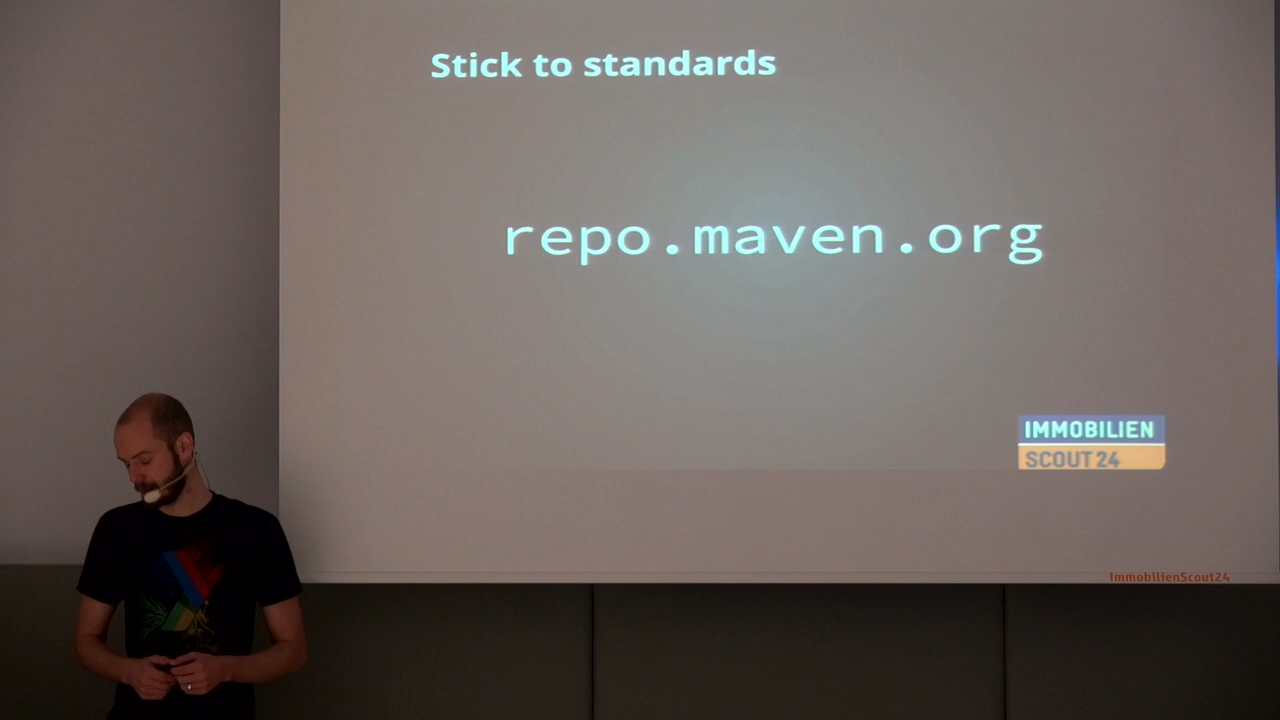 Stick to standards
repo.maven.org
IMMOBILIEN
SCOUT 24
ImmobilienScout24